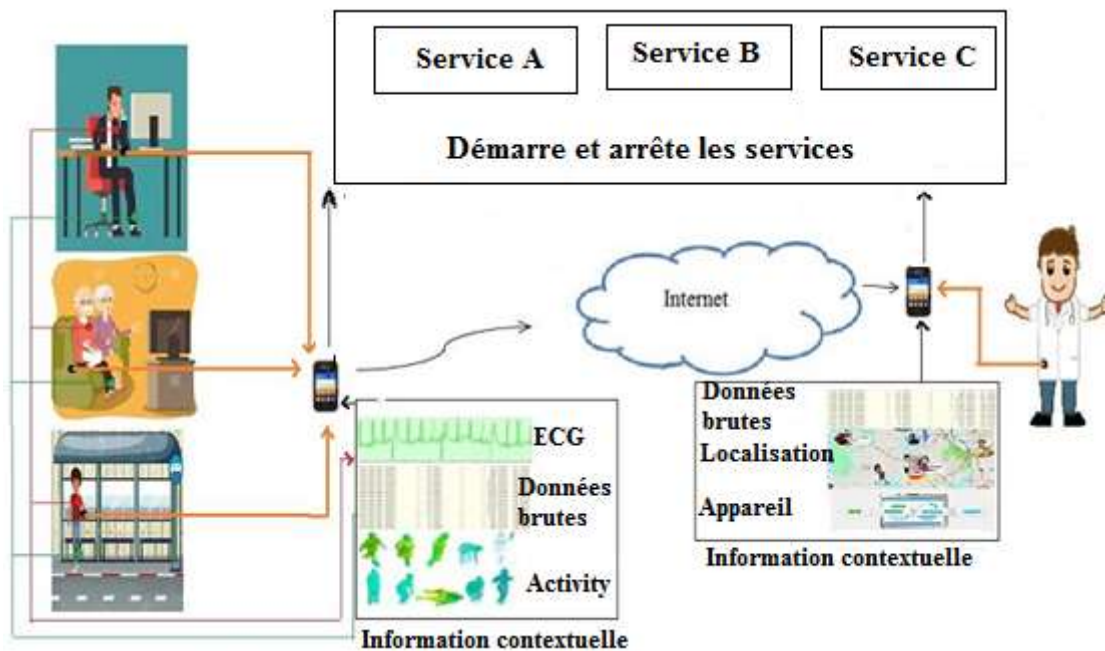 Service A
Service B
Service C
Démarre et arrête les services
Internet
ECG
Données
brutes
Activity
Information contextuelle
Données
brutes
Localisation
Appareil
Information contextuelle